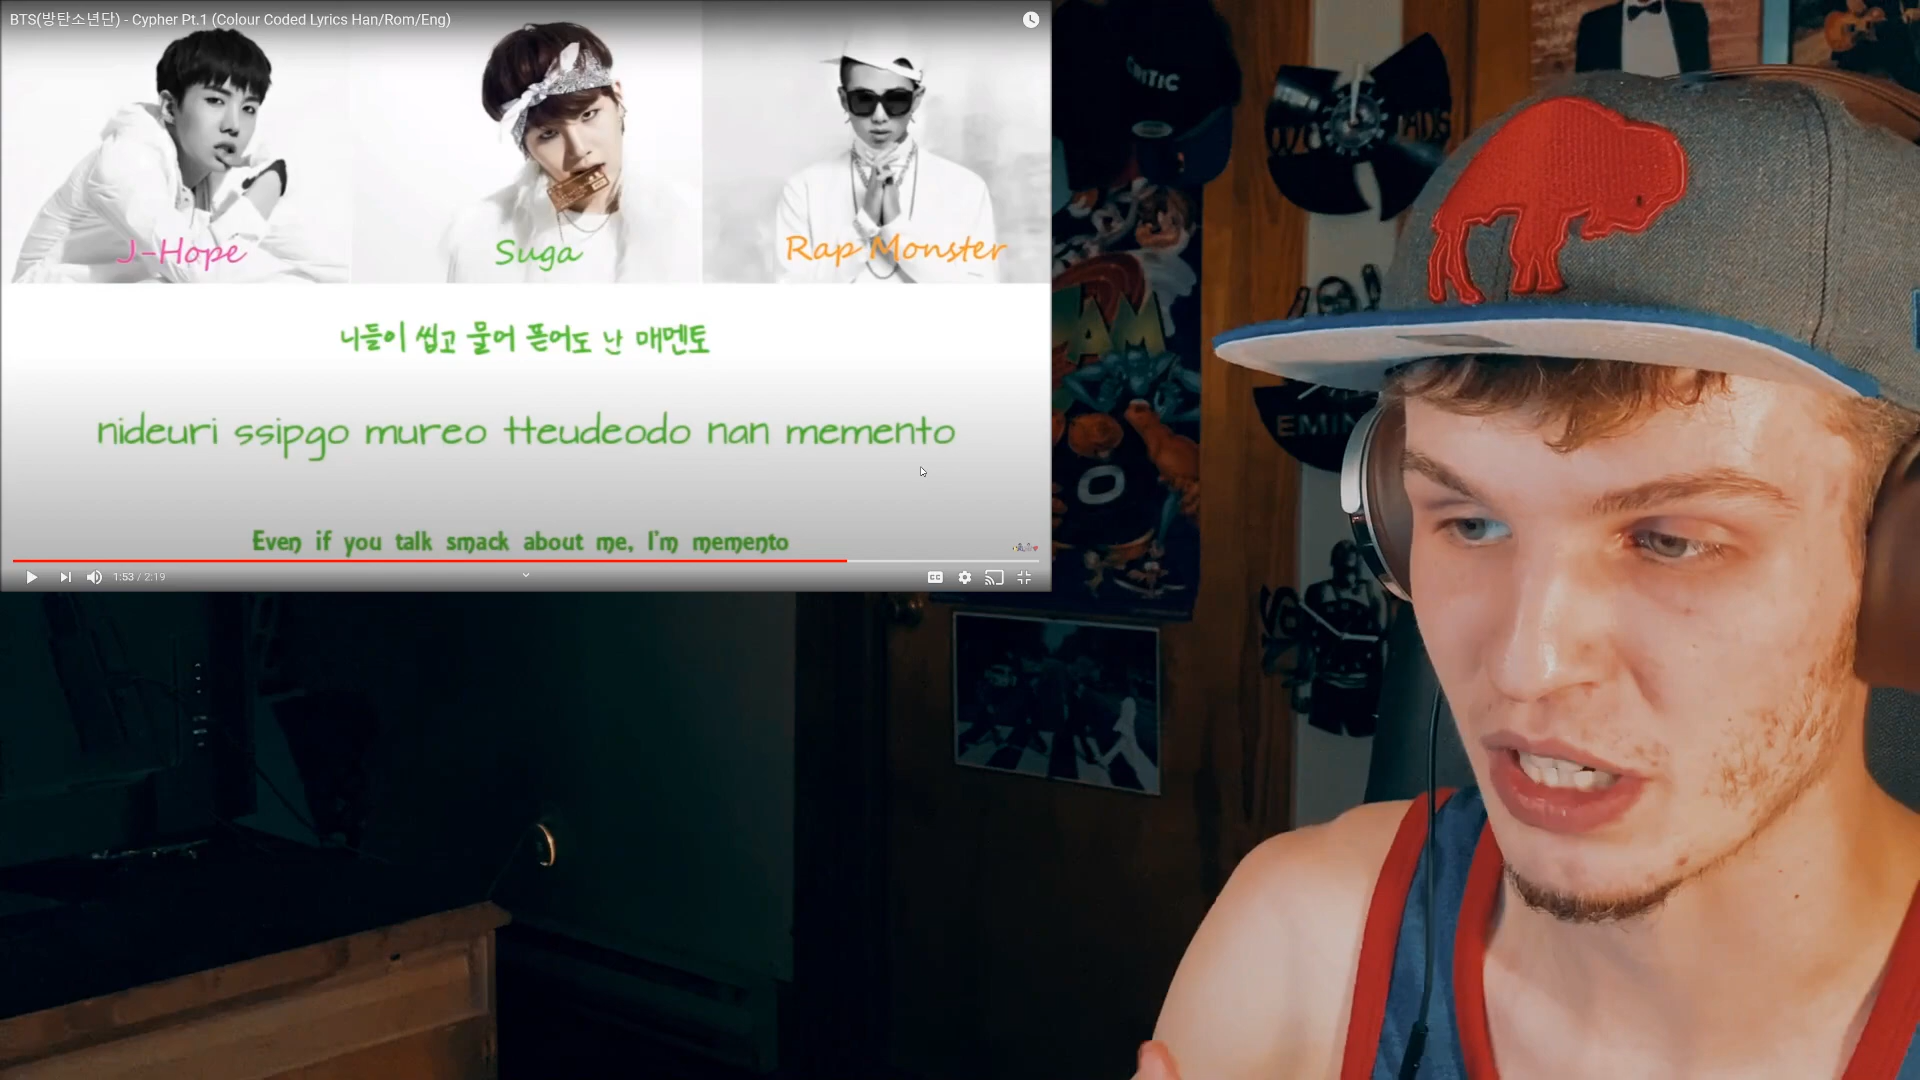 BTS(방탄소년단) - Cypher Pt.1 (Colour Coded Lyrics Han/Rom/Eng)
J-Hope
Suga
Rap Monster
니들이 씹고 물어 뜯어도 난 매멘토
nideuri ssipgo mureo tteudeodo nan memento
Even if you talk smack about me, I'm memento
1:53 / 2:19
CC
EMIN